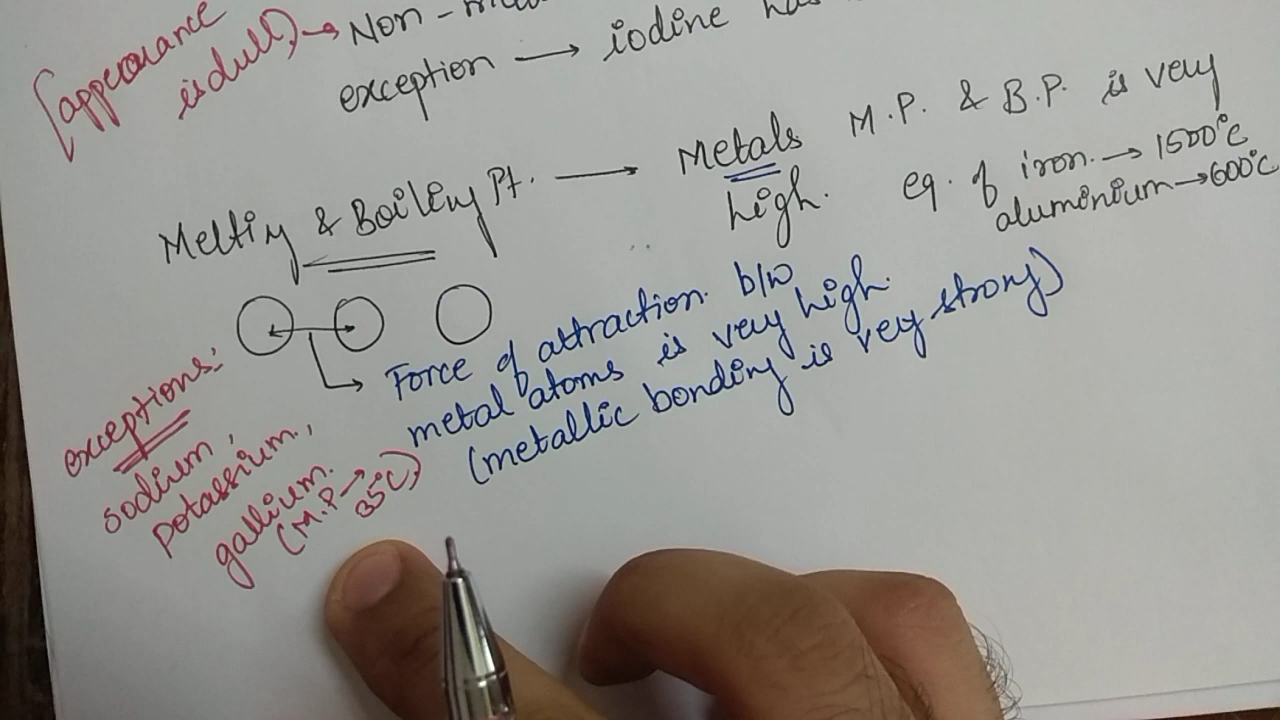 [appearance
is dull) → Non-
exception → iodine has
Melting & Boiling Pt. → Metals M.P. & B.P. is very
high. eg. of iron. → 1500°C
aluminium → 600°C
Force of attraction. b/w
metal atoms is very high.
(metallic bonding is very strong)
exceptions:
sodium,
potassium,
gallium.
(M.P → 35°C)